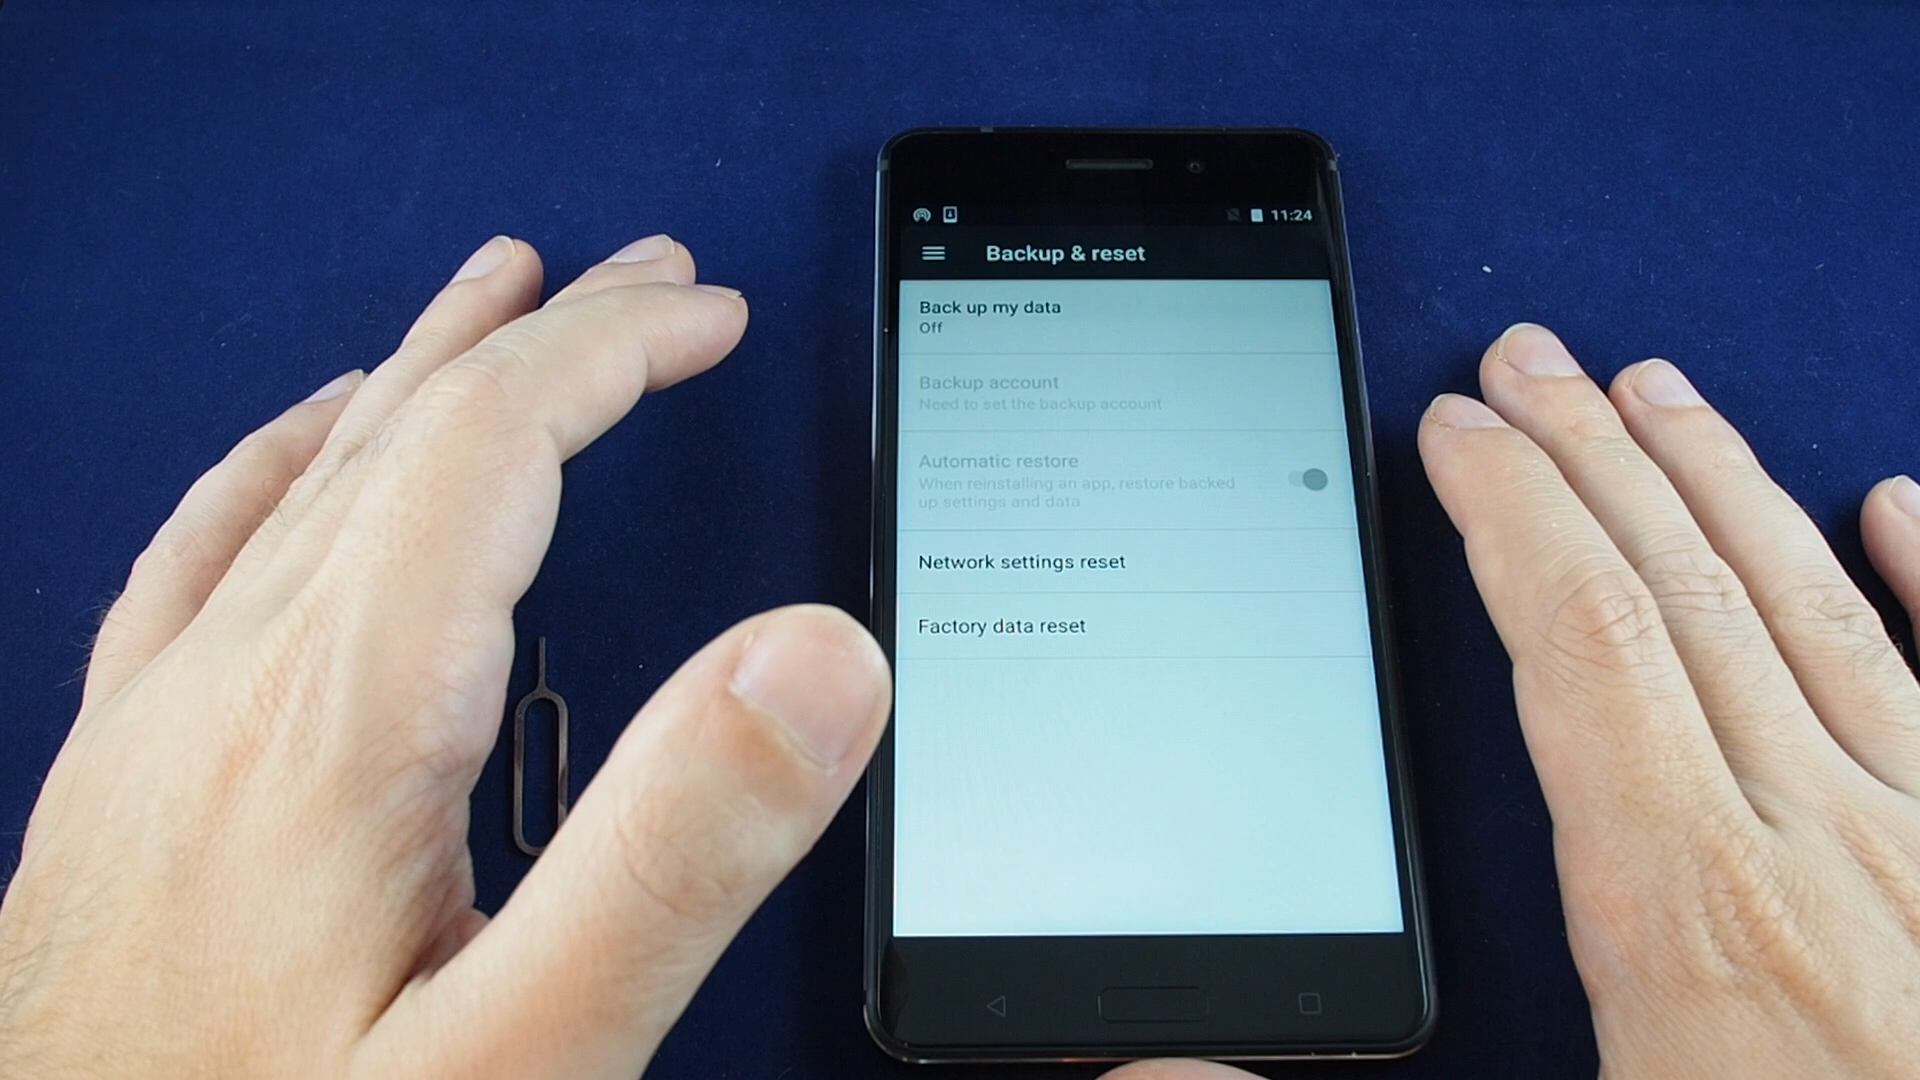 11:24
Backup & reset
Back up my data
Off
Backup account
Need to set the backup account
Automatic restore
When reinstalling an app, restore backed
up settings and data
Network settings reset
Factory data reset